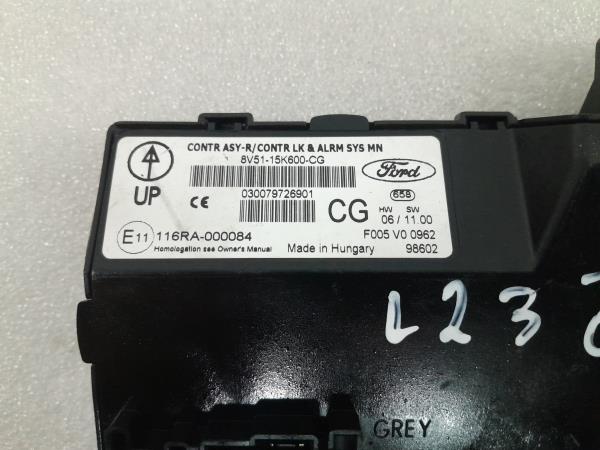 CONTR ASY-R/CONTR LK & ALRM SYS MN
8V51-15K600-CG
Ford
UP
CE
030079726901
CG
658
HW SW
06 / 11.00
E11 116RA-000084
F005 V0 0962
Homologation see Owner's Manual
Made in Hungary
98602
L23
GREY